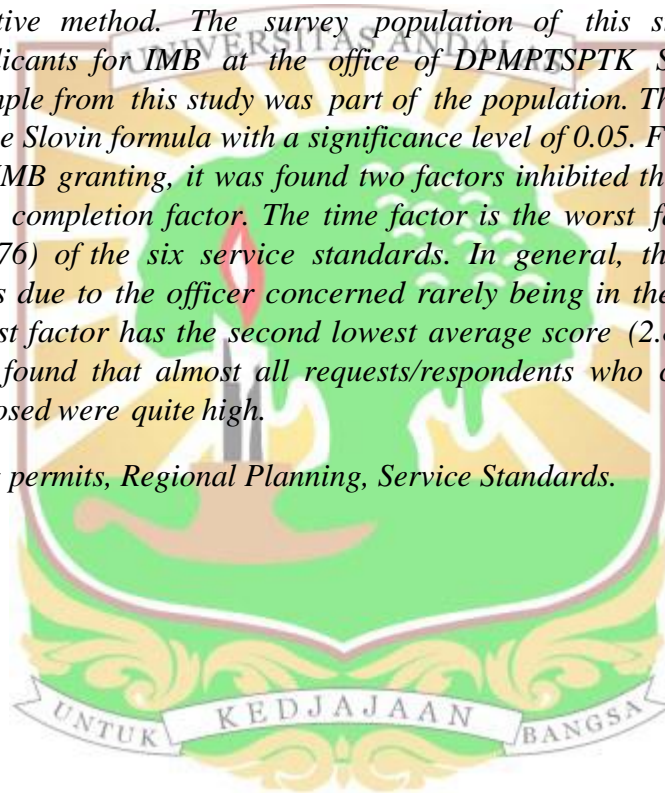 tive method. The survey population of this s
UNIVERSITAS ANDALAS
licants for IMB at the office of DPMPTSPTK S
nple from this study was part of the population. Th
e Slovin formula with a significance level of 0.05. F
IMB granting, it was found two factors inhibited th
completion factor. The time factor is the worst fa
76) of the six service standards. In general, th
s due to the officer concerned rarely being in the
st factor has the second lowest average score (2.
found that almost all requests/respondents who o
osed were quite high.
permits, Regional Planning, Service Standards.
UNTUK KEDJAJAAN BANGSA